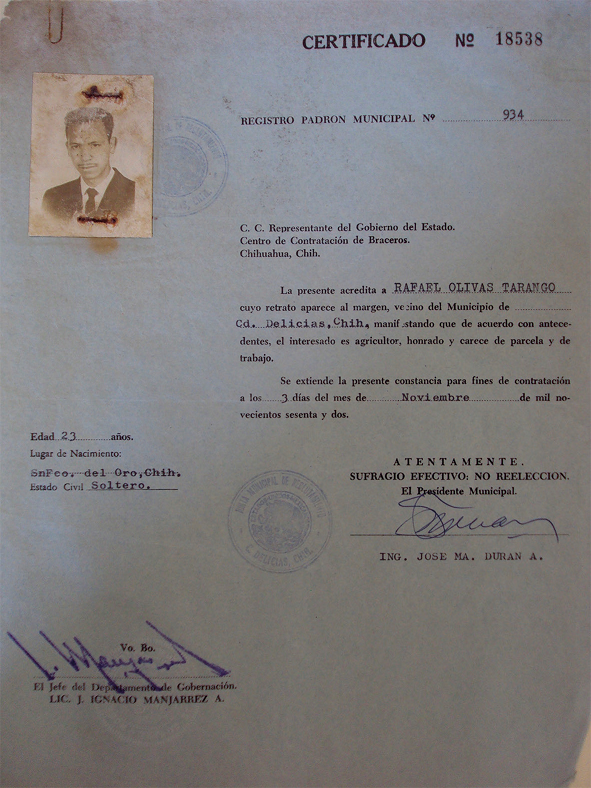 CERTIFICADO Nº 18538
REGISTRO PADRON MUNICIPAL Nº 934
C. C. Representante del Gobierno del Estado.
Centro de Contratación de Braceros.
Chihuahua, Chih.
La presente acredita a RAFAEL OLIVAS TARANGO
cuyo retrato aparece al margen, vecino del Municipio de
Cd. Delicias,Chih, manifestando que de acuerdo con antece-
dentes, el interesado es agricultor, honrado y carece de parcela y de
trabajo.
Se extiende la presente constancia para fines de contratación
a los 3 días del mes de Noviembre de mil no-
vecientos sesenta y dos.
Edad 23 años.
Lugar de Nacimiento:
SnFco. del Oro,Chih.
Estado Civil Soltero.
ATENTAMENTE.
SUFRAGIO EFECTIVO: NO REELECCION.
El Presidente Municipal.
ING. JOSE MA. DURAN A.
Vo. Bo.
El Jefe del Departamento de Gobernación.
LIC. J. IGNACIO MANJARREZ A.